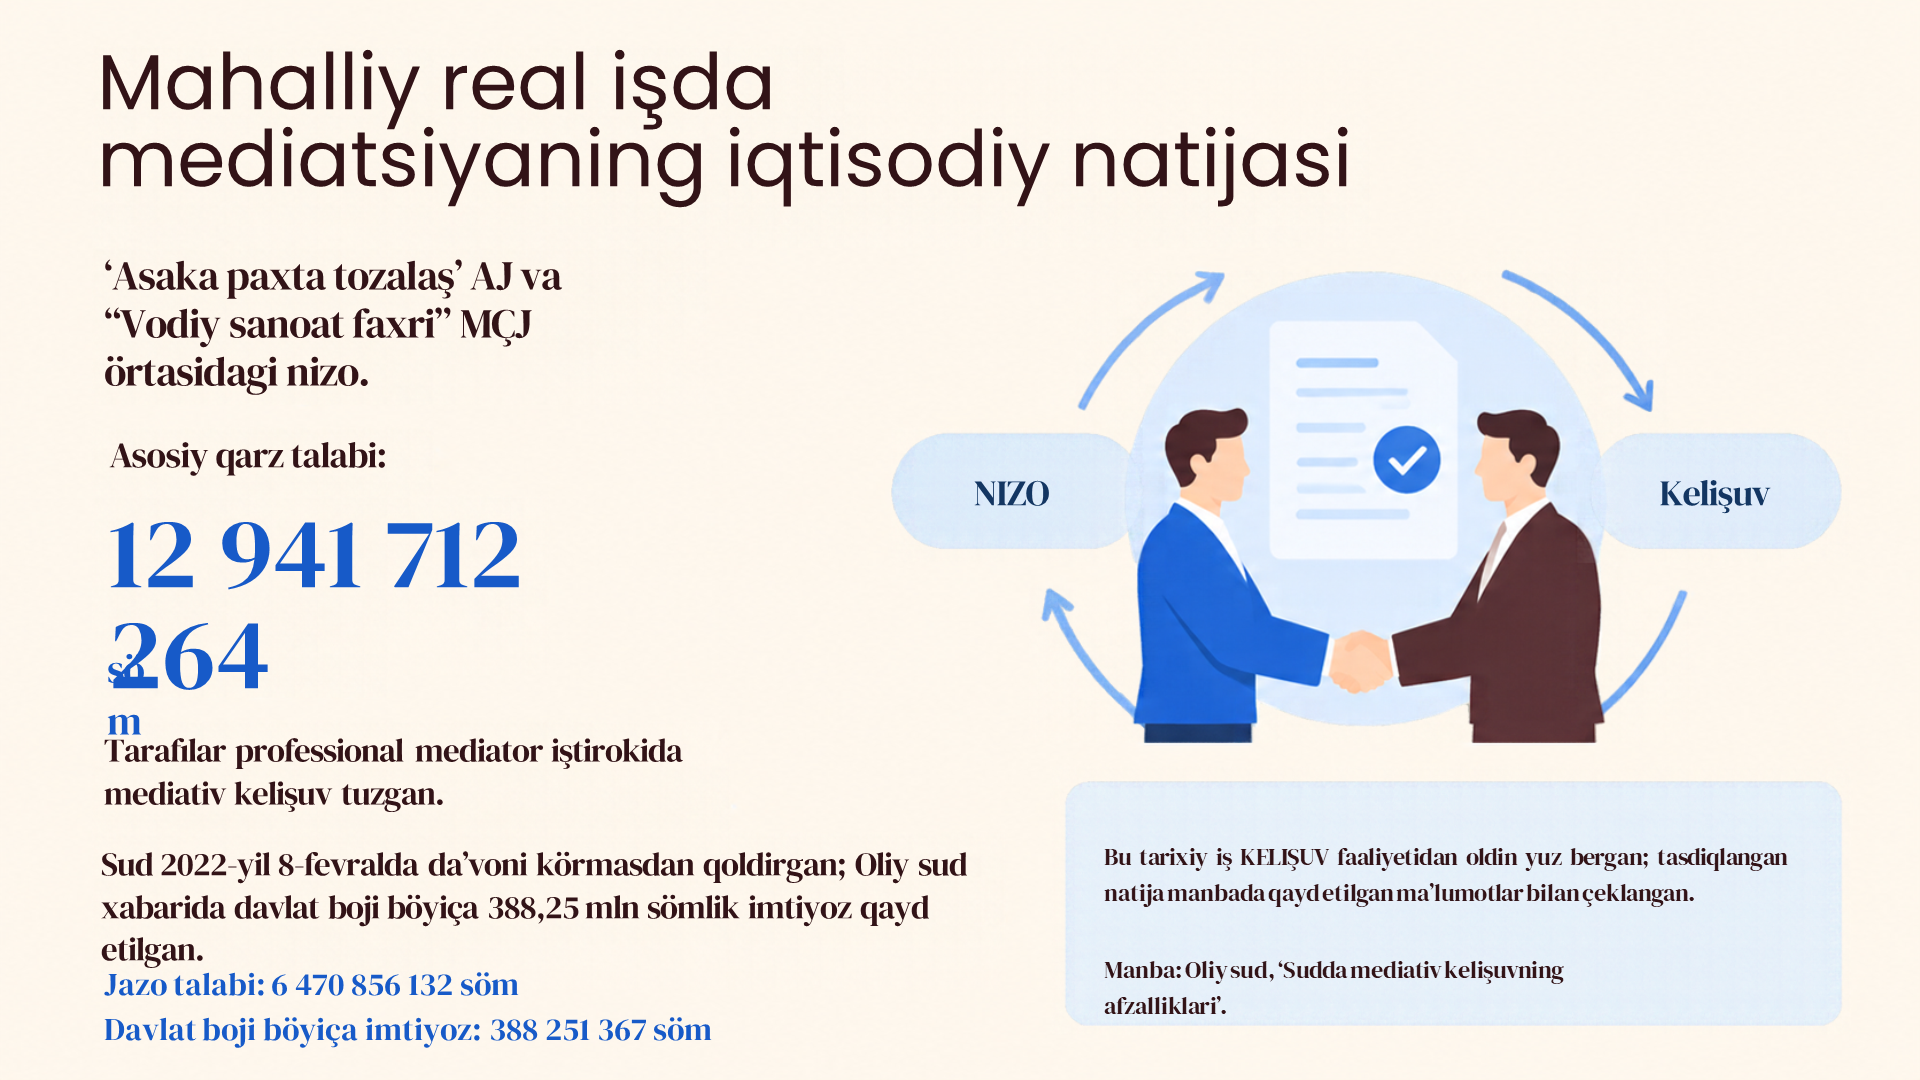 Mahalliy real işda
mediatsiyaning iqtisodiy natijasi
‘Asaka paxta tozalaş’ AJ va
“Vodiy sanoat faxri” MÇJ
örtasidagi nizo.
Asosiy qarz talabi:
12 941 712
264
sö
m
Tarafılar professional mediator iştirokida
mediativ kelişuv tuzgan.
Sud 2022-yil 8-fevralda da’voni körmasdan qoldirgan; Oliy sud
xabarida davlat boji böyiça 388,25 mln sömlik imtiyoz qayd
etilgan.
Jazo talabi: 6 470 856 132 söm
Davlat boji böyiça imtiyoz: 388 251 367 söm
NIZO
Kelişuv
Bu tarixiy iş KELIŞUV faaliyetidan oldin yuz bergan; tasdiqlangan
natija manbada qayd etilgan ma’lumotlar bilan çeklangan.
Manba: Oliy sud, ‘Sudda mediativ kelişuvning
afzalliklari’.